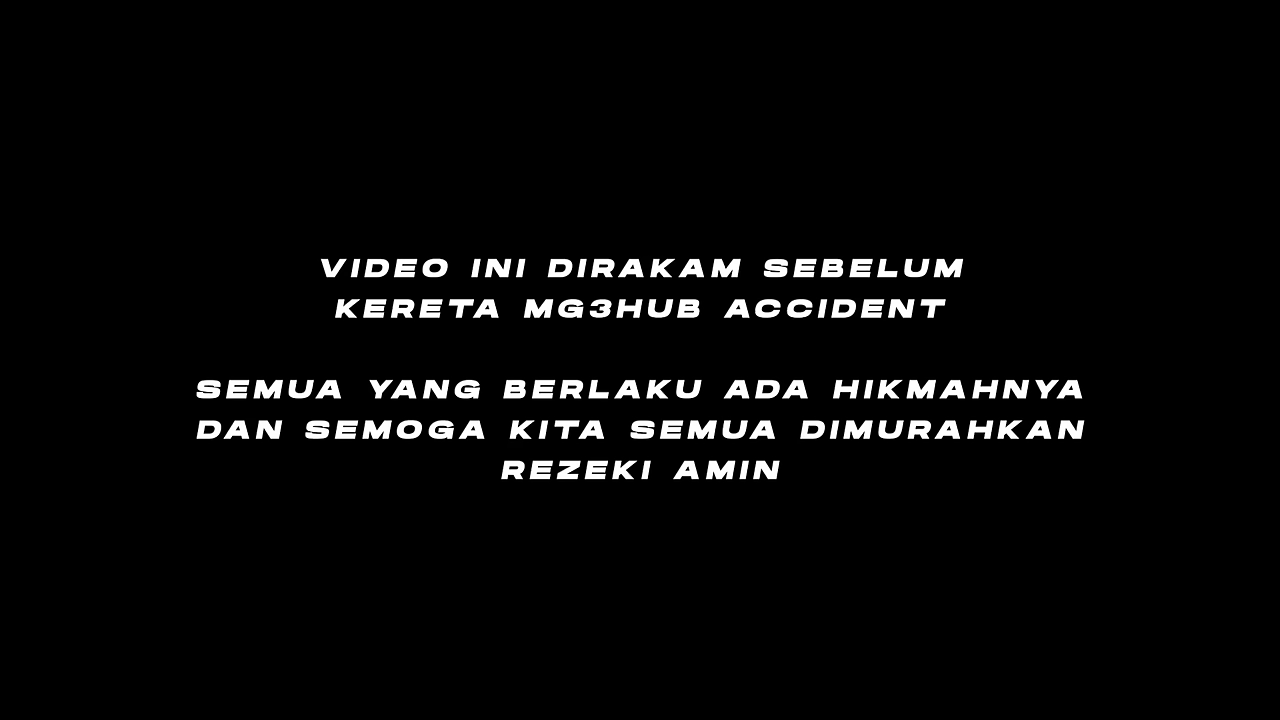 VIDEO INI DIRAKAM SEBELUM
KERETA MG3HUB ACCIDENT
SEMUA YANG BERLAKU ADA HIKMAHNYA
DAN SEMOGA KITA SEMUA DIMURAHKAN
REZEKI AMIN